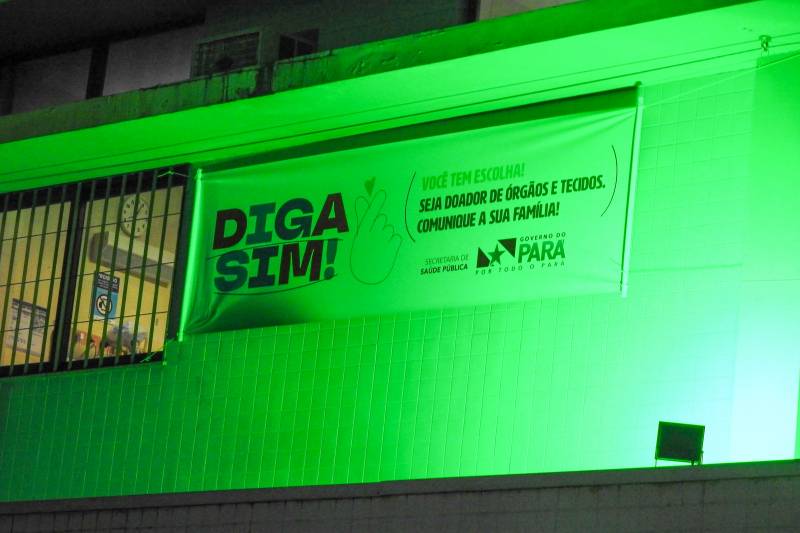 DIGA
SIM!
VOCÊ TEM ESCOLHA!
SEJA DOADOR DE ÓRGÃOS E TECIDOS.
COMUNIQUE A SUA FAMÍLIA!
SECRETARIA DE
SAÚDE PÚBLICA
GOVERNO DO
PARÁ
POR TODO O PARÁ